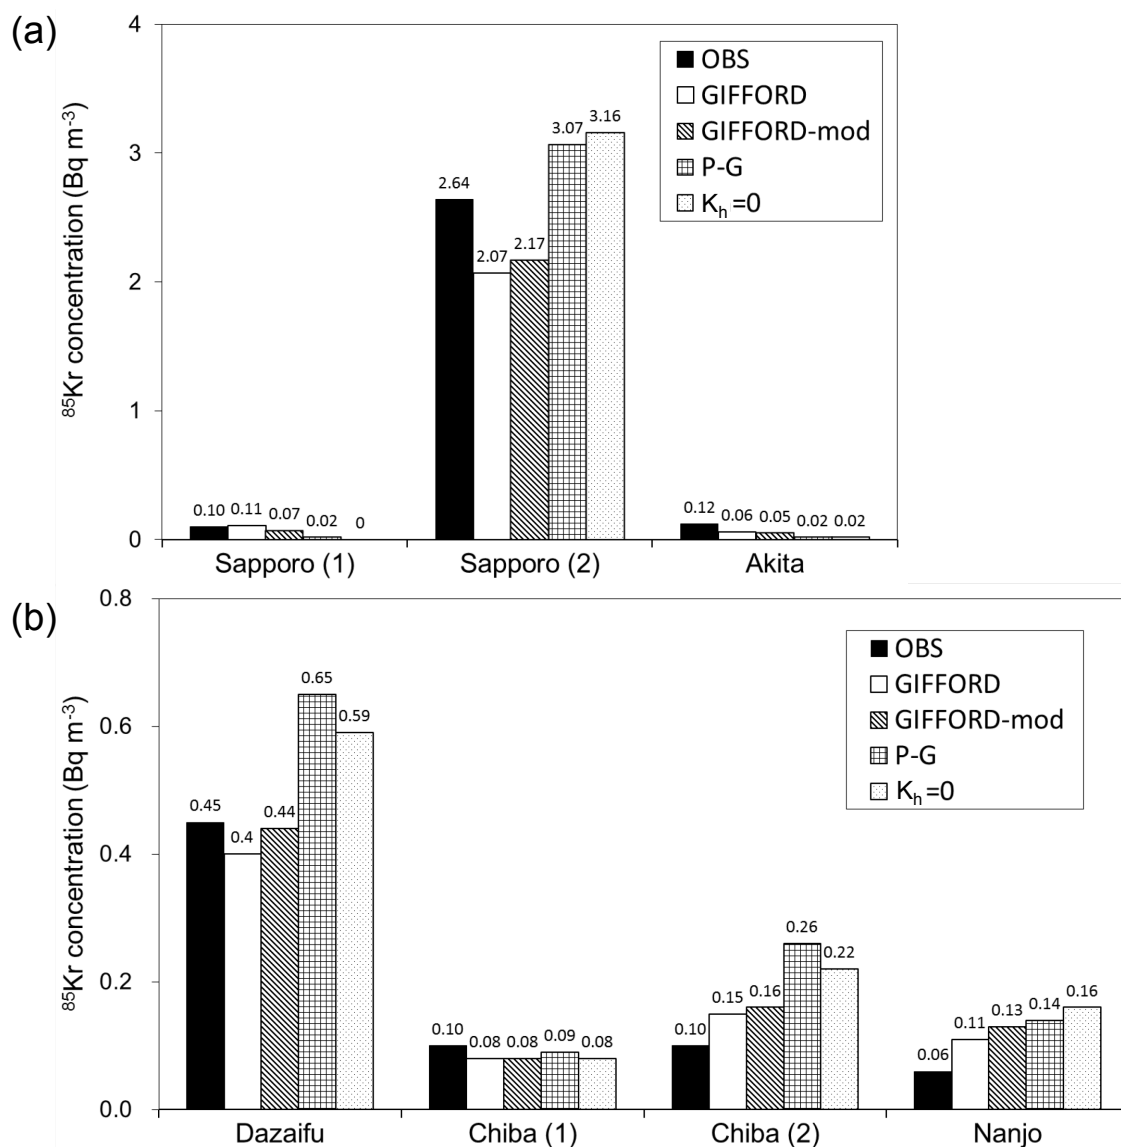 (a)
⁸⁵Kr concentration (Bq m⁻³)
4
3
2
1
0
OBS
GIFFORD
GIFFORD-mod
P-G
Kₕ =0
0.10
0.11
0.07
0.02
0
2.64
2.07
2.17
3.07
3.16
0.12
0.06
0.05
0.02
0.02
Sapporo (1)
Sapporo (2)
Akita
(b)
⁸⁵Kr concentration (Bq m⁻³)
0.8
0.6
0.4
0.2
0.0
OBS
GIFFORD
GIFFORD-mod
P-G
Kₕ =0
0.45
0.4
0.44
0.65
0.59
0.10
0.08
0.08
0.09
0.08
0.10
0.15
0.16
0.26
0.22
0.06
0.11
0.13
0.14
0.16
Dazaifu
Chiba (1)
Chiba (2)
Nanjo